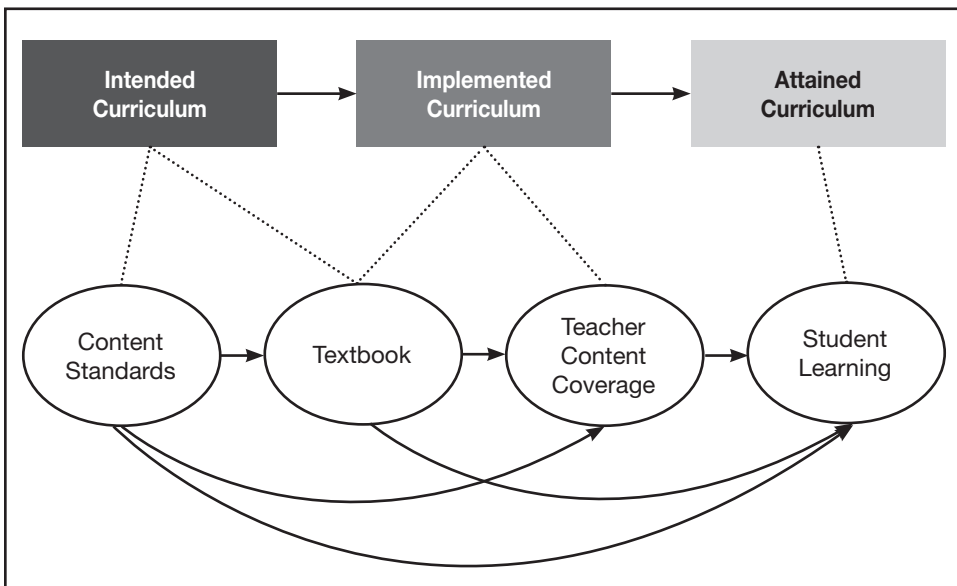 Intended
Curriculum
Implemented
Curriculum
Attained
Curriculum
Content
Standards
Textbook
Teacher
Content
Coverage
Student
Learning